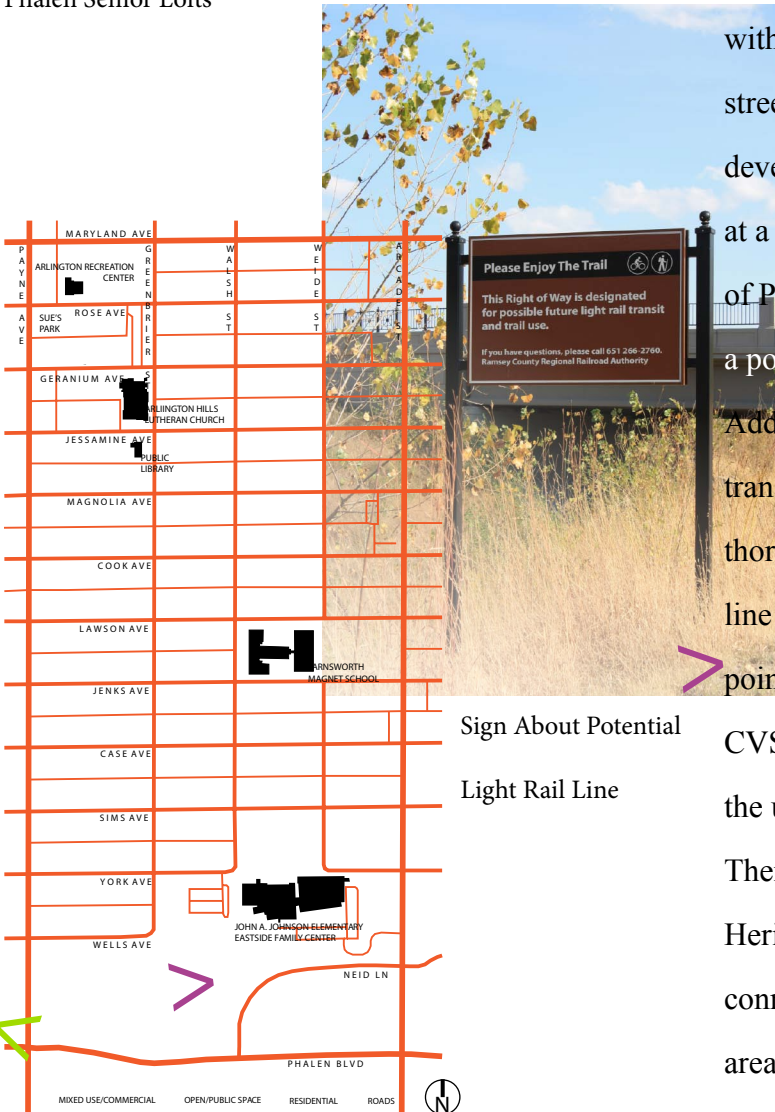 Phalen Senior Lofts
MARYLAND AVE
PAYNE AVE
GREENBRIER S
WALSH ST
WEIDE ST
ARCADE ST
ARLINGTON RECREATION
CENTER
SUE'S
PARK
ROSE AVE
GERANIUM AVE
ARLIINGTON HILLS
LUTHERAN CHURCH
JESSAMINE AVE
PUBLIC
LIBRARY
MAGNOLIA AVE
COOK AVE
LAWSON AVE
ARNSWORTH
MAGNET SCHOOL
JENKS AVE
CASE AVE
SIMS AVE
YORK AVE
JOHN A. JOHNSON ELEMENTARY
EASTSIDE FAMILY CENTER
WELLS AVE
NEID LN
PHALEN BLVD
MIXED USE/COMMERCIAL OPEN/PUBLIC SPACE RESIDENTIAL ROADS
N
Please Enjoy The Trail
This Right of Way is designated
for possible future light rail transit
and trail use.
If you have questions, please call 651 266-2760.
Ramsey County Regional Railroad Authority
Sign About Potential
Light Rail Line
with
stree
deve
at a
of P
a po
Add
tran
thor
line
poin
CVS
the u
Ther
Heri
conn
area